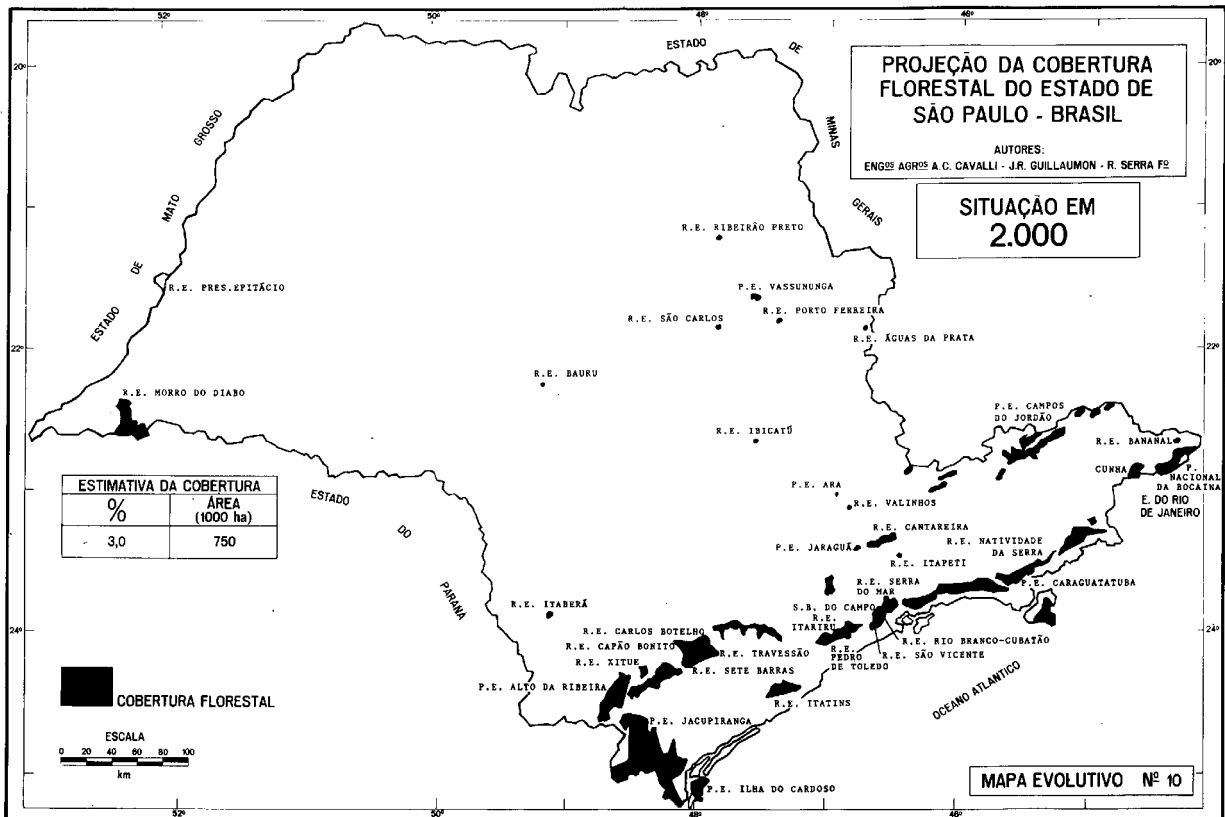 52º
50º
48º
46º
20º
20º
22º
22º
24º
24º
52º
50º
48º
46º
PROJEÇÃO DA COBERTURA
FLORESTAL DO ESTADO DE
SÃO PAULO - BRASIL
AUTORES:
ENGºS AGRºS A.C. CAVALLI - J.R. GUILLAUMON - R. SERRA Fº
SITUAÇÃO EM
2.000
ESTADO DE MINAS GERAIS
ESTADO DE MATO GROSSO
R.E. RIBEIRÃO PRETO
R.E. PRES.EPITÁCIO
P.E. VASSUNUNGA
R.E. PORTO FERREIRA
R.E. SÃO CARLOS
R.E. ÁGUAS DA PRATA
R.E. BAURU
R.E. MORRO DO DIABO
P.E. CAMPOS
DO JORDÃO
R.E. IBICATÚ
R.E. BANANAL
CUNHA
P.
NACIONAL
DA BOCAINA
E. DO RIO
DE JANEIRO
P.E. ARA
R.E. VALINHOS
ESTIMATIVA DA COBERTURA
% ÁREA
(1000 ha)
3,0 750
ESTADO DO PARANÁ
R.E. CANTAREIRA
R.E. NATIVIDADE
DA SERRA
P.E. JARAGUÁ
R.E. ITAPETI
R.E. SERRA
DO MAR
P.E. CARAGUATATUBA
R.E. ITABERÁ
S.B. DO CAMPO
R.E.
ITARIRU
R.E. CARLOS BOTELHO
R.E. CAPÃO BONITO
R.E. TRAVESSÃO
R.E.
PEDRO
DE TOLEDO
R.E. RIO BRANCO-CUBATÃO
R.E. SÃO VICENTE
R.E. XITUE
R.E. SETE BARRAS
P.E. ALTO DA RIBEIRA
R.E. ITATINS
OCEANO ATLANTICO
COBERTURA FLORESTAL
P.E. JACUPIRANGA
ESCALA
0 20 40 60 80 100
km
P.E. ILHA DO CARDOSO
MAPA EVOLUTIVO Nº 10